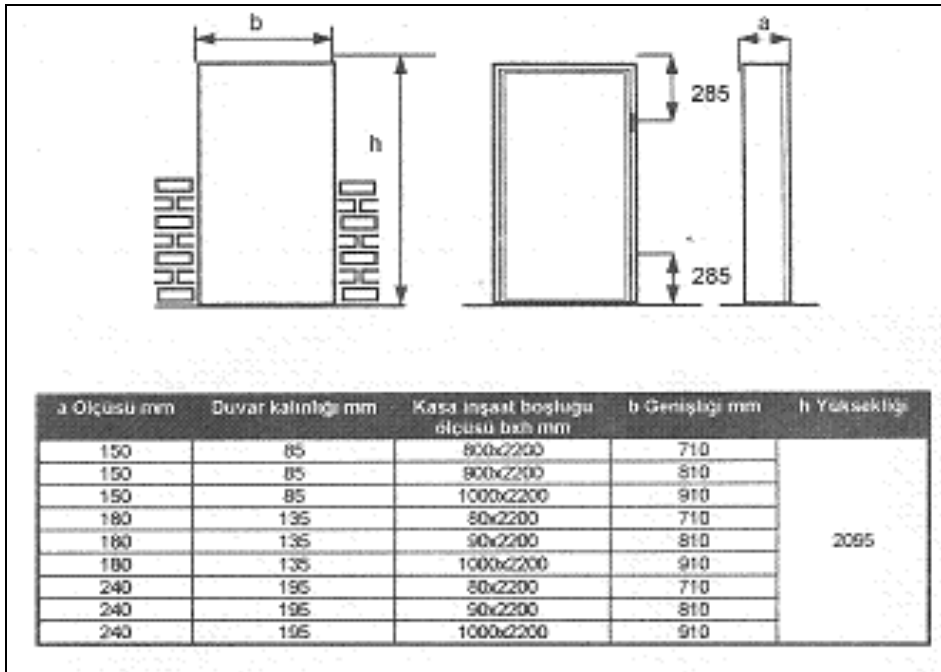 b
a
285
h
285
a Ölçüsü mm Duvar kalınlığı mm Kasa inşaat boşluğu ölçüsü bxh mm b Genişliği mm h Yüksekliği
150 85 800x2200 710
150 85 900x2200 810
150 85 1000x2200 910
180 135 80x2200 710
180 135 90x2200 810 2095
180 135 1000x2200 910
240 195 80x2200 710
240 195 90x2200 810
240 195 1000x2200 910